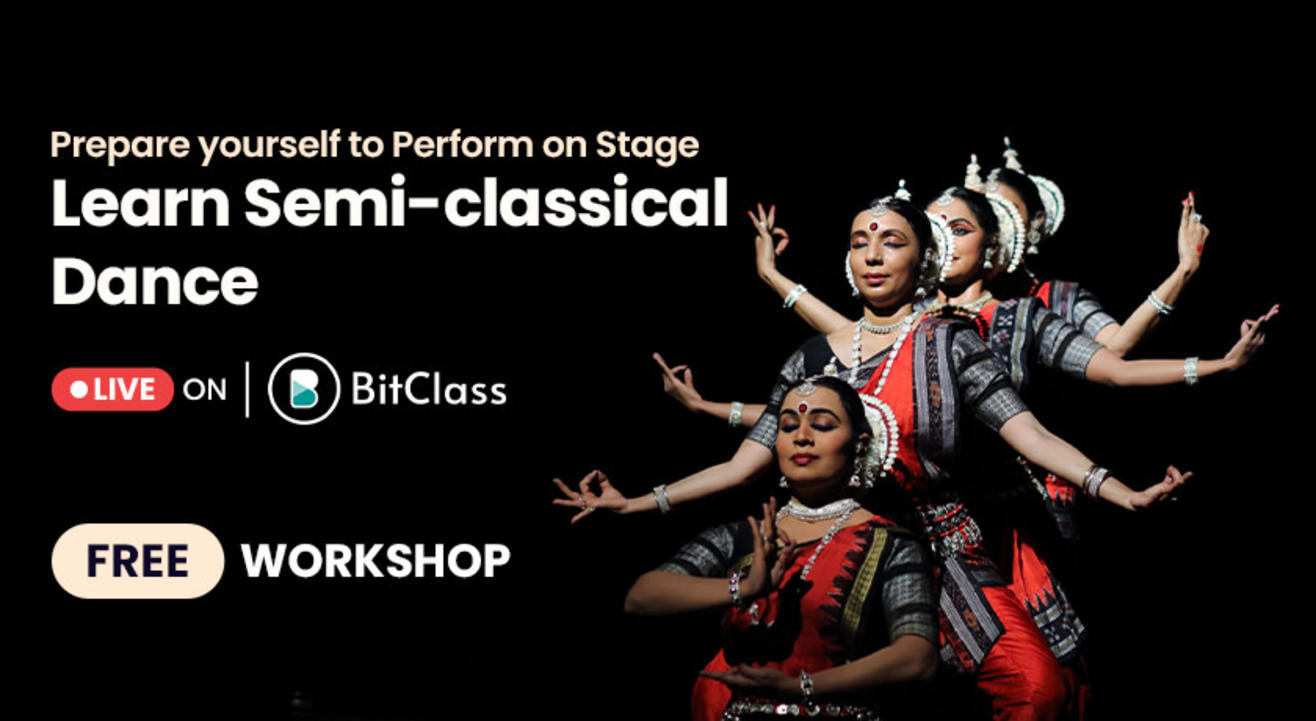 Prepare yourself to Perform on Stage
Learn Semi-classical
Dance
LIVE ON | BitClass
FREE WORKSHOP